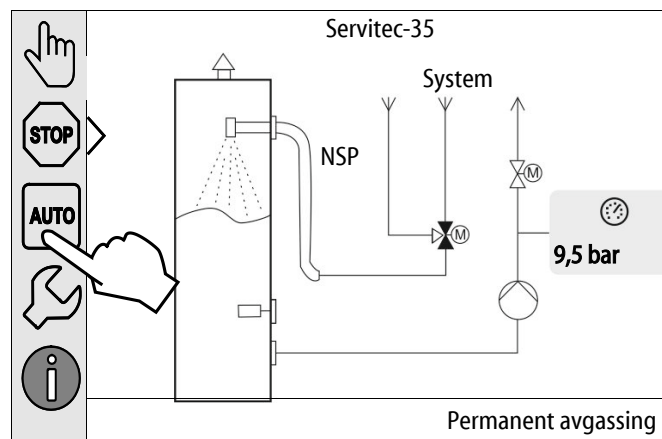 Servitec-35
System
STOP
NSP
AUTO
M
M
9,5 bar
Permanent avgassing